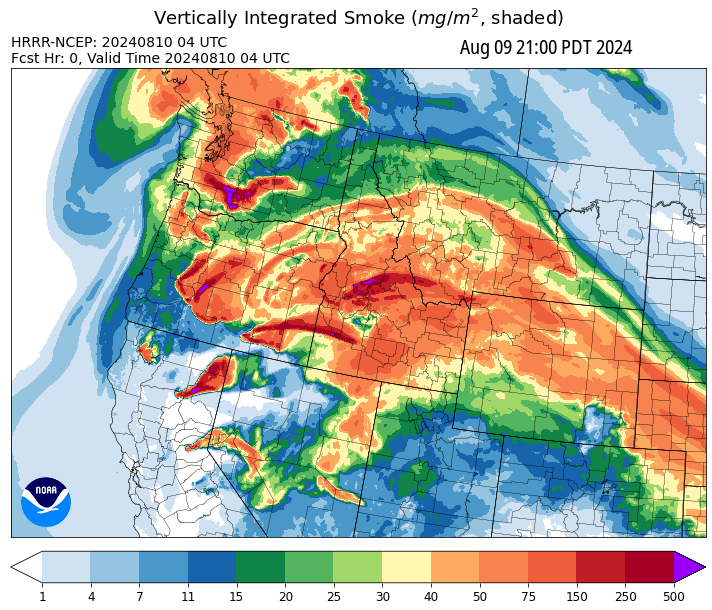 Vertically Integrated Smoke (mg/m², shaded)
HRRR-NCEP: 20240810 04 UTC
Fcst Hr: 0, Valid Time 20240810 04 UTC
Aug 09 21:00 PDT 2024
NOAA
1 4 7 11 15 20 25 30 40 50 75 150 250 500